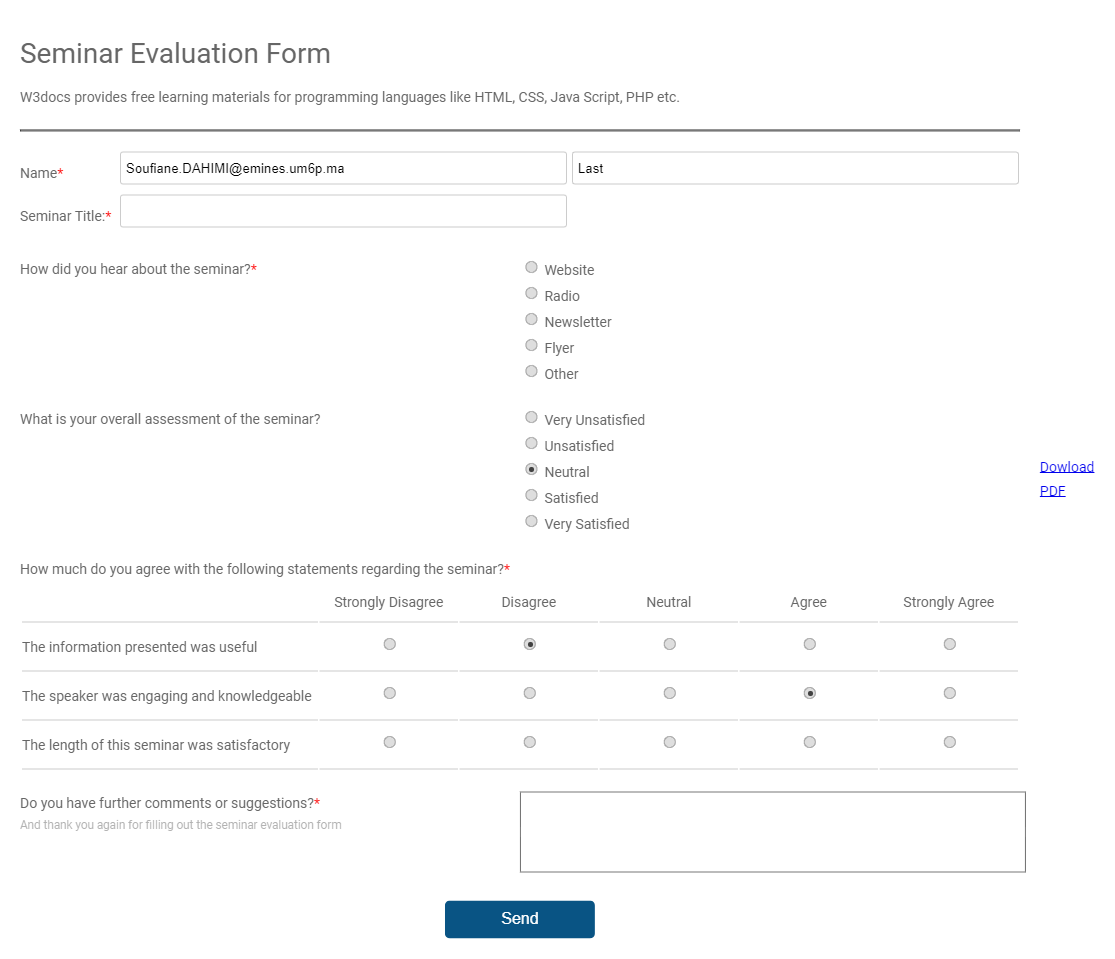 Seminar Evaluation Form
W3docs provides free learning materials for programming languages like HTML, CSS, Java Script, PHP etc.
Name* Soufiane.DAHIMI@emines.um6p.ma Last
Seminar Title:*
How did you hear about the seminar?* Website
Radio
Newsletter
Flyer
Other
What is your overall assessment of the seminar? Very Unsatisfied
Unsatisfied
Neutral
Satisfied
Very Satisfied
Dowload
PDF
How much do you agree with the following statements regarding the seminar?*
Strongly Disagree Disagree Neutral Agree Strongly Agree
The information presented was useful
The speaker was engaging and knowledgeable
The length of this seminar was satisfactory
Do you have further comments or suggestions?*
And thank you again for filling out the seminar evaluation form
Send